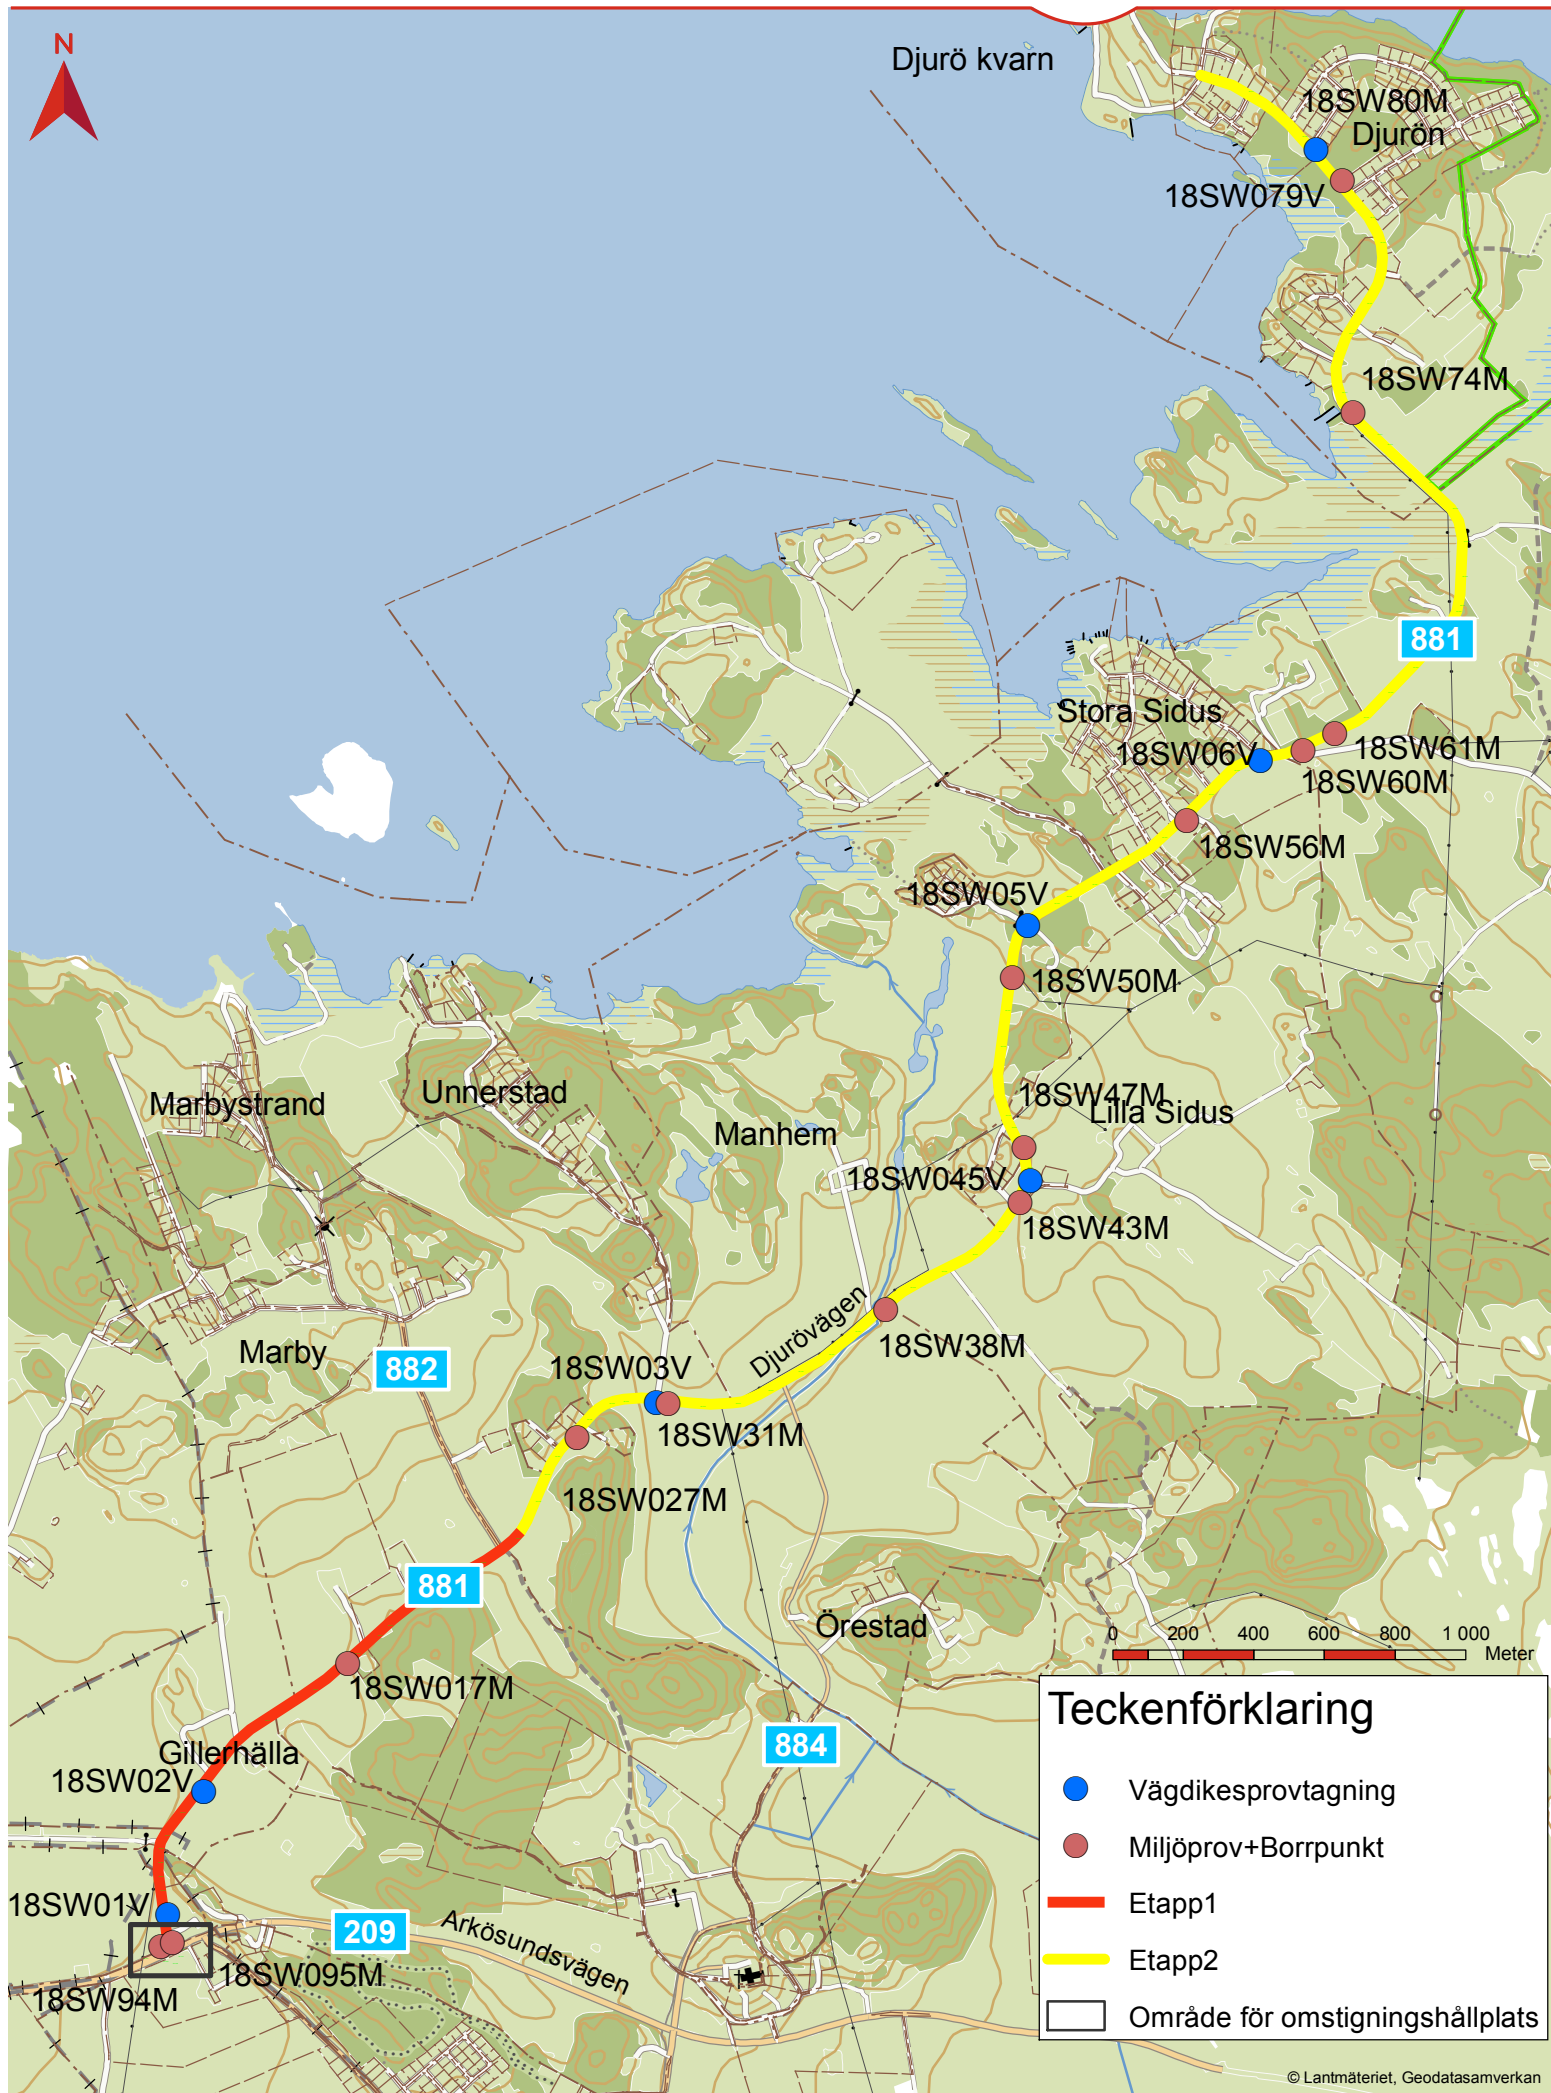 N
Djurö kvarn
18SW80M
Djurön
18SW079V
18SW74M
881
Stora Sidus
18SW06V
18SW61M
18SW60M
18SW56M
18SW05V
18SW50M
Unnerstad
Marbystrand
18SW47M
Lilla Sidus
Manhem
18SW045V
18SW43M
Djurövägen
18SW38M
Marby
882
18SW03V
18SW31M
18SW027M
881
Örestad
0 200 400 600 800 1 000
Meter
18SW017M
Teckenförklaring
884
Gillerhälla
18SW02V
Vägdikesprovtagning
Miljöprov+Borrpunkt
18SW01V
Etapp1
209
Arkösundsvägen
Etapp2
18SW095M
18SW94M
Område för omstigningshållplats
© Lantmäteriet, Geodatasamverkan